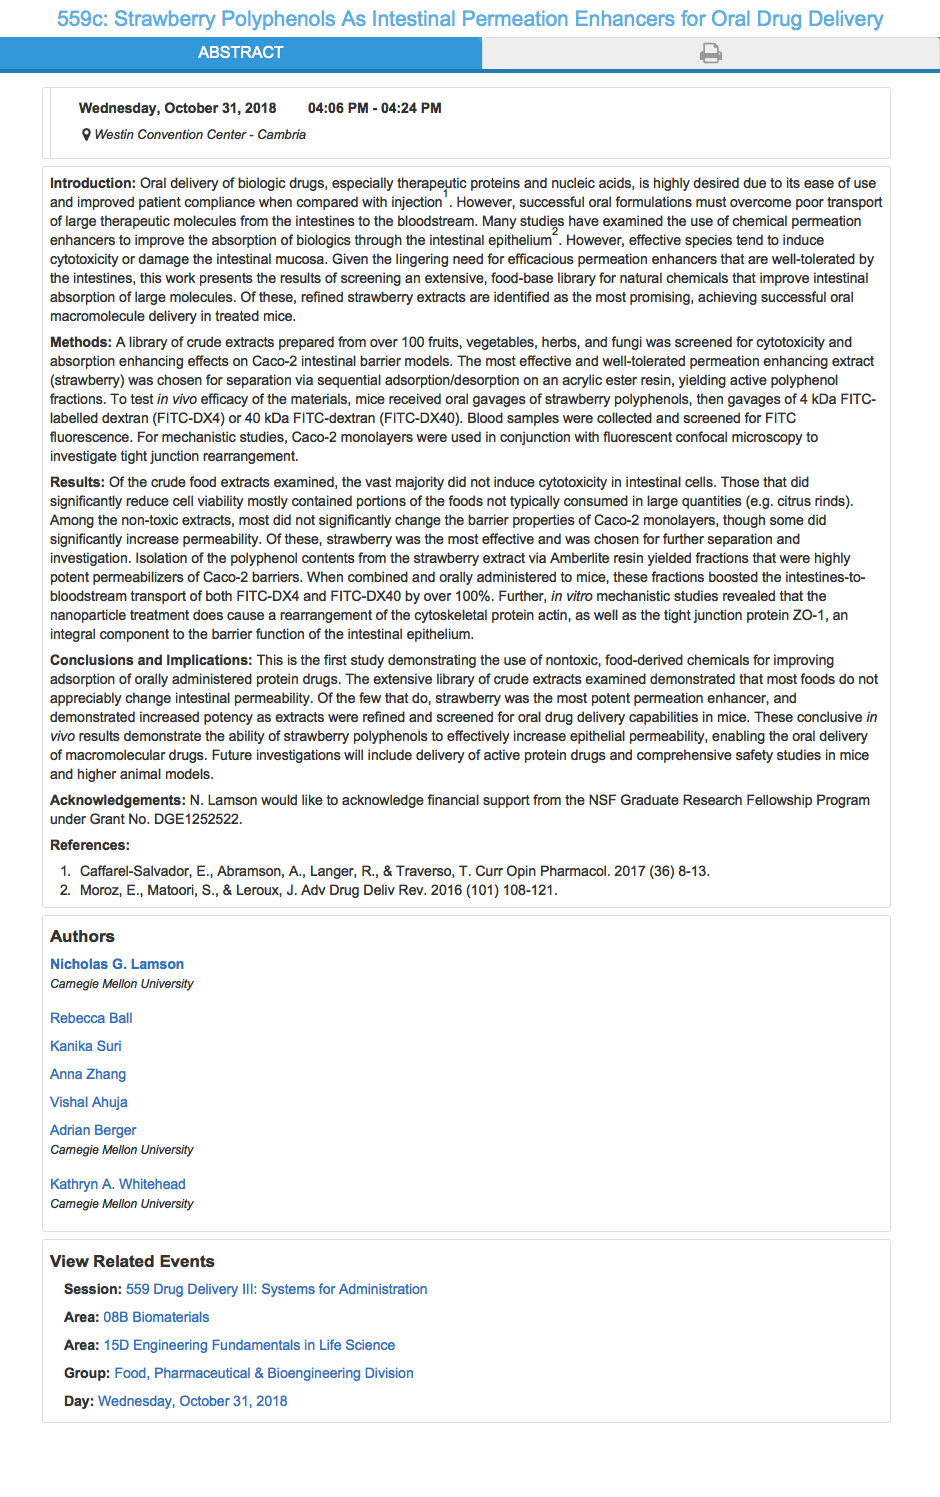 559c: Strawberry Polyphenols As Intestinal Permeation Enhancers for Oral Drug Delivery
ABSTRACT
Wednesday, October 31, 2018 04:06 PM - 04:24 PM
Westin Convention Center - Cambria
Introduction: Oral delivery of biologic drugs, especially therapeutic proteins and nucleic acids, is highly desired due to its ease of use
and improved patient compliance when compared with injection1. However, successful oral formulations must overcome poor transport
of large therapeutic molecules from the intestines to the bloodstream. Many studies have examined the use of chemical permeation
enhancers to improve the absorption of biologics through the intestinal epithelium2. However, effective species tend to induce
cytotoxicity or damage the intestinal mucosa. Given the lingering need for efficacious permeation enhancers that are well-tolerated by
the intestines, this work presents the results of screening an extensive, food-base library for natural chemicals that improve intestinal
absorption of large molecules. Of these, refined strawberry extracts are identified as the most promising, achieving successful oral
macromolecule delivery in treated mice.
Methods: A library of crude extracts prepared from over 100 fruits, vegetables, herbs, and fungi was screened for cytotoxicity and
absorption enhancing effects on Caco-2 intestinal barrier models. The most effective and well-tolerated permeation enhancing extract
(strawberry) was chosen for separation via sequential adsorption/desorption on an acrylic ester resin, yielding active polyphenol
fractions. To test in vivo efficacy of the materials, mice received oral gavages of strawberry polyphenols, then gavages of 4 kDa FITC-
labelled dextran (FITC-DX4) or 40 kDa FITC-dextran (FITC-DX40). Blood samples were collected and screened for FITC
fluorescence. For mechanistic studies, Caco-2 monolayers were used in conjunction with fluorescent confocal microscopy to
investigate tight junction rearrangement.
Results: Of the crude food extracts examined, the vast majority did not induce cytotoxicity in intestinal cells. Those that did
significantly reduce cell viability mostly contained portions of the foods not typically consumed in large quantities (e.g. citrus rinds).
Among the non-toxic extracts, most did not significantly change the barrier properties of Caco-2 monolayers, though some did
significantly increase permeability. Of these, strawberry was the most effective and was chosen for further separation and
investigation. Isolation of the polyphenol contents from the strawberry extract via Amberlite resin yielded fractions that were highly
potent permeabilizers of Caco-2 barriers. When combined and orally administered to mice, these fractions boosted the intestines-to-
bloodstream transport of both FITC-DX4 and FITC-DX40 by over 100%. Further, in vitro mechanistic studies revealed that the
nanoparticle treatment does cause a rearrangement of the cytoskeletal protein actin, as well as the tight junction protein ZO-1, an
integral component to the barrier function of the intestinal epithelium.
Conclusions and Implications: This is the first study demonstrating the use of nontoxic, food-derived chemicals for improving
adsorption of orally administered protein drugs. The extensive library of crude extracts examined demonstrated that most foods do not
appreciably change intestinal permeability. Of the few that do, strawberry was the most potent permeation enhancer, and
demonstrated increased potency as extracts were refined and screened for oral drug delivery capabilities in mice. These conclusive in
vivo results demonstrate the ability of strawberry polyphenols to effectively increase epithelial permeability, enabling the oral delivery
of macromolecular drugs. Future investigations will include delivery of active protein drugs and comprehensive safety studies in mice
and higher animal models.
Acknowledgements: N. Lamson would like to acknowledge financial support from the NSF Graduate Research Fellowship Program
under Grant No. DGE1252522.
References:
1. Caffarel-Salvador, E., Abramson, A., Langer, R., & Traverso, T. Curr Opin Pharmacol. 2017 (36) 8-13.
2. Moroz, E., Matoori, S., & Leroux, J. Adv Drug Deliv Rev. 2016 (101) 108-121.
Authors
Nicholas G. Lamson
Carnegie Mellon University
Rebecca Ball
Kanika Suri
Anna Zhang
Vishal Ahuja
Adrian Berger
Carnegie Mellon University
Kathryn A. Whitehead
Carnegie Mellon University
View Related Events
Session: 559 Drug Delivery III: Systems for Administration
Area: 08B Biomaterials
Area: 15D Engineering Fundamentals in Life Science
Group: Food, Pharmaceutical & Bioengineering Division
Day: Wednesday, October 31, 2018